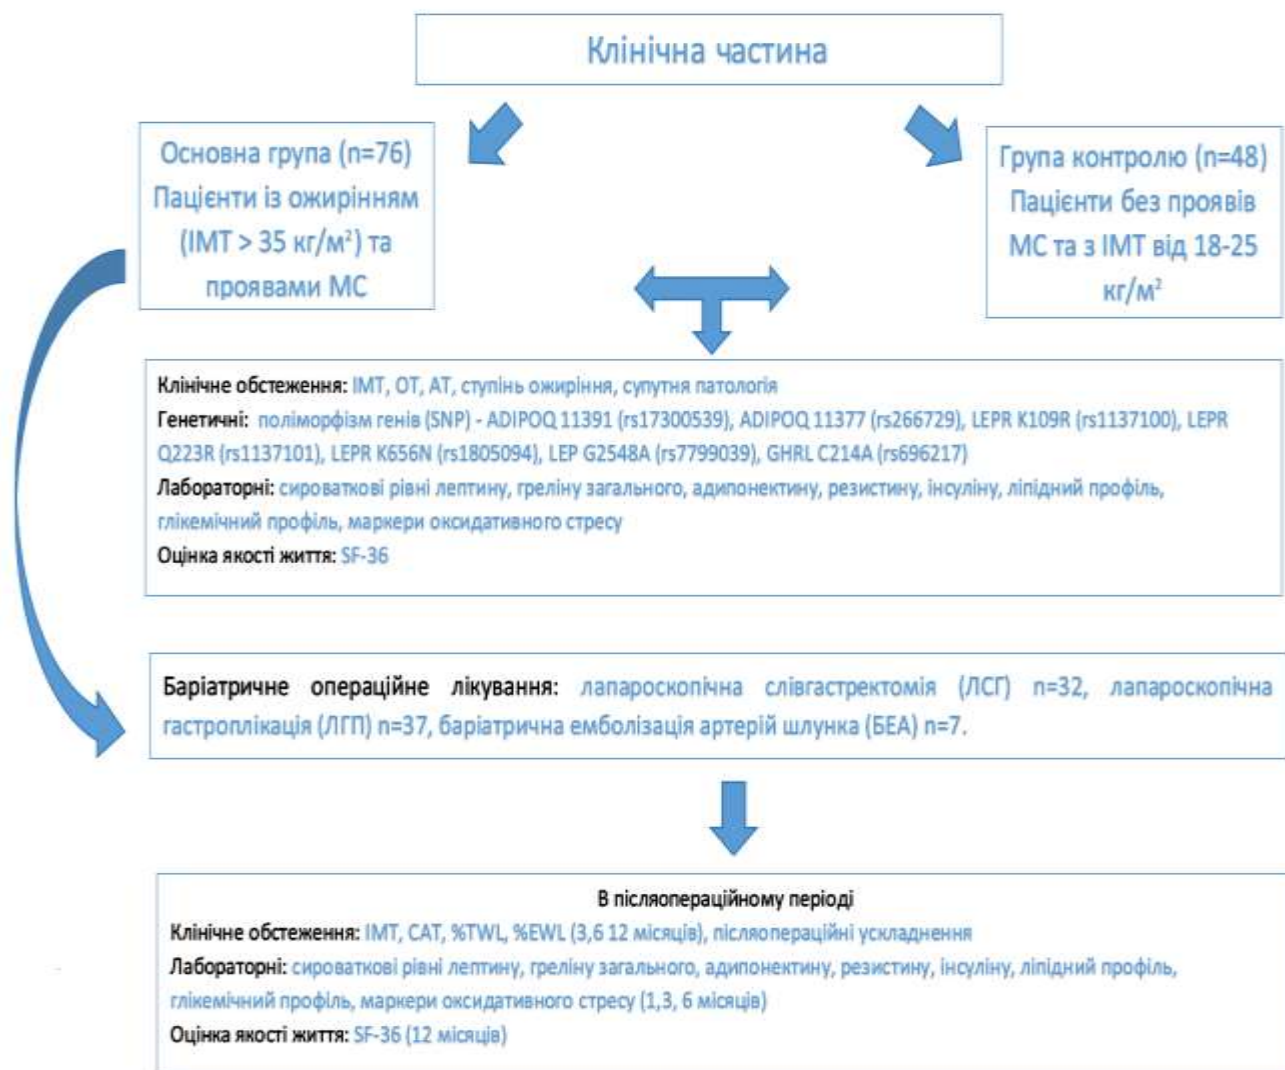 Клінічна частина
Основна група (n=76)
Пацієнти із ожирінням
(ІМТ > 35 кг/м²) та
проявами МС
Група контролю (n=48)
Пацієнти без проявів
МС та з ІМТ від 18-25
кг/м²
Клінічне обстеження: ІМТ, ОТ, АТ, ступінь ожиріння, супутня патологія
Генетичні: поліморфізм генів (SNP) - ADIPOQ 11391 (rs17300539), ADIPOQ 11377 (rs266729), LEPR K109R (rs1137100), LEPR
Q223R (rs1137101), LEPR K656N (rs1805094), LEP G2548A (rs7799039), GHRL C214A (rs696217)
Лабораторні: сироваткові рівні лептину, греліну загального, адипонектину, резистину, інсуліну, ліпідний профіль,
глікемічний профіль, маркери оксидативного стресу
Оцінка якості життя: SF-36
Баріатричне операційне лікування: лапароскопічна слівгастректомія (ЛСГ) n=32, лапароскопічна
гастроплікація (ЛГП) n=37, баріатрична емболізація артерій шлунка (БЕА) n=7.
В післяопераційному періоді
Клінічне обстеження: ІМТ, САТ, %TWL, %EWL (3,6 12 місяців), післяопераційні ускладнення
Лабораторні: сироваткові рівні лептину, греліну загального, адипонектину, резистину, інсуліну, ліпідний профіль,
глікемічний профіль, маркери оксидативного стресу (1,3, 6 місяців)
Оцінка якості життя: SF-36 (12 місяців)